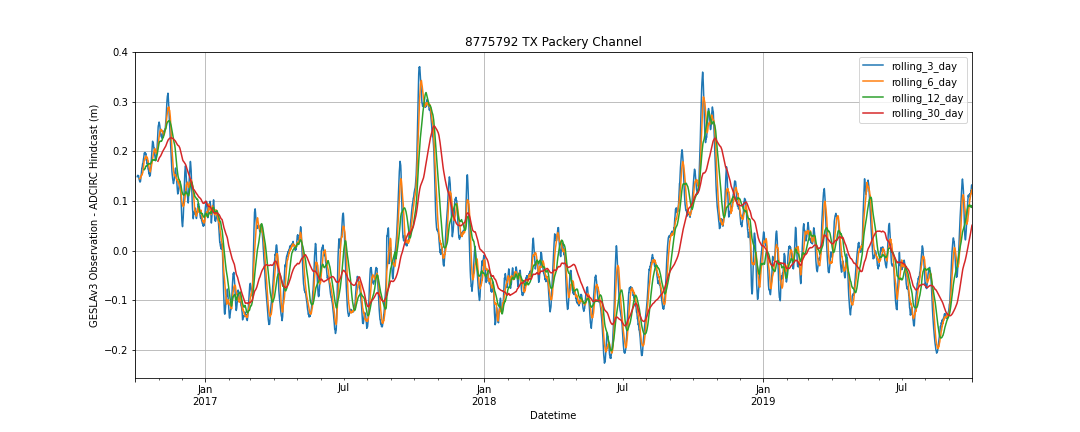 8775792 TX Packery Channel
GESLAv3 Observation - ADCIRC Hindcast (m)
0.4
0.3
0.2
0.1
0.0
−0.1
−0.2
rolling_3_day
rolling_6_day
rolling_12_day
rolling_30_day
Jan Jul Jan Jul Jan Jul
2017 2018 2019
Datetime